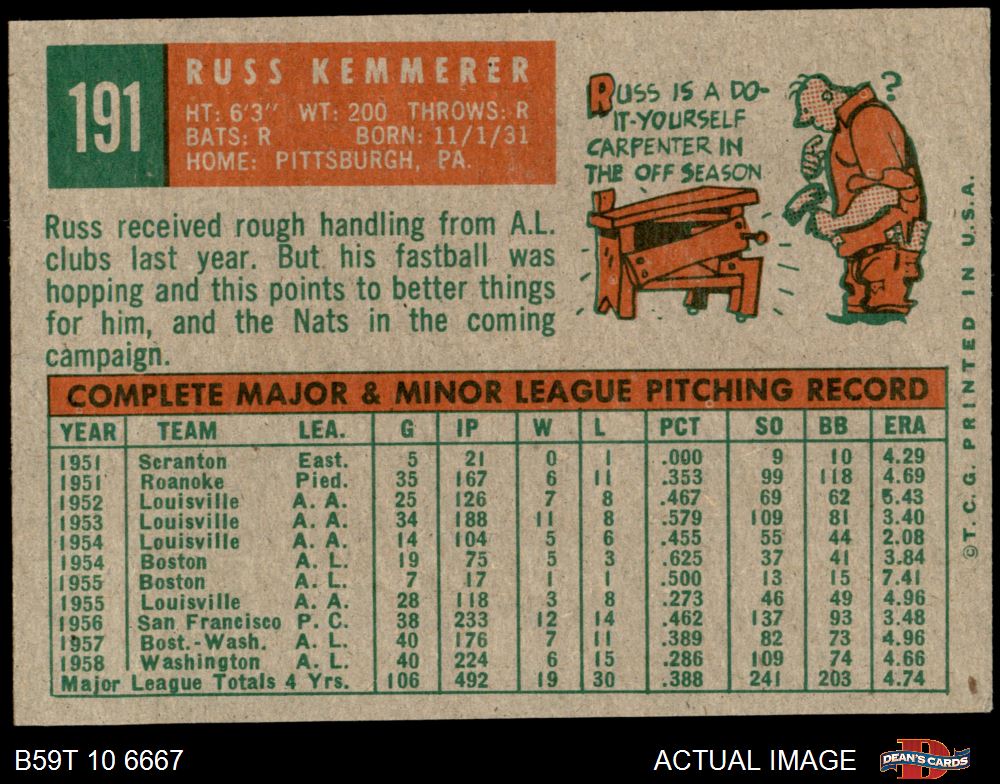 191
RUSS KEMMERER
HT: 6'3" WT: 200 THROWS: R
BATS: R BORN: 11/1/31
HOME: PITTSBURGH, PA.
RUSS IS A DO-
IT-YOURSELF
CARPENTER IN
THE OFF SEASON
?
Russ received rough handling from A.L.
clubs last year. But his fastball was
hopping and this points to better things
for him, and the Nats in the coming
campaign.
COMPLETE MAJOR & MINOR LEAGUE PITCHING RECORD
YEAR TEAM LEA. G IP W L PCT SO BB ERA
1951 Scranton East. 5 21 0 1 .000 9 10 4.29
1951 Roanoke Pied. 35 167 6 11 .353 99 118 4.69
1952 Louisville A. A. 25 126 7 8 .467 69 62 5.43
1953 Louisville A. A. 34 188 11 8 .579 109 81 3.40
1954 Louisville A. A. 14 104 5 6 .455 55 44 2.08
1954 Boston A. L. 19 75 5 3 .625 37 41 3.84
1955 Boston A. L. 7 17 1 1 .500 13 15 7.41
1955 Louisville A. A. 28 118 3 8 .273 46 49 4.96
1956 San Francisco P. C. 38 233 12 14 .462 137 93 3.48
1957 Bost.-Wash. A. L. 40 176 7 11 .389 82 73 4.96
1958 Washington A. L. 40 224 6 15 .286 109 74 4.66
Major League Totals 4 Yrs. 106 492 19 30 .388 241 203 4.74
©T. C. G. PRINTED IN U.S.A.
B59T 10 6667
ACTUAL IMAGE
D
DEAN'S CARDS